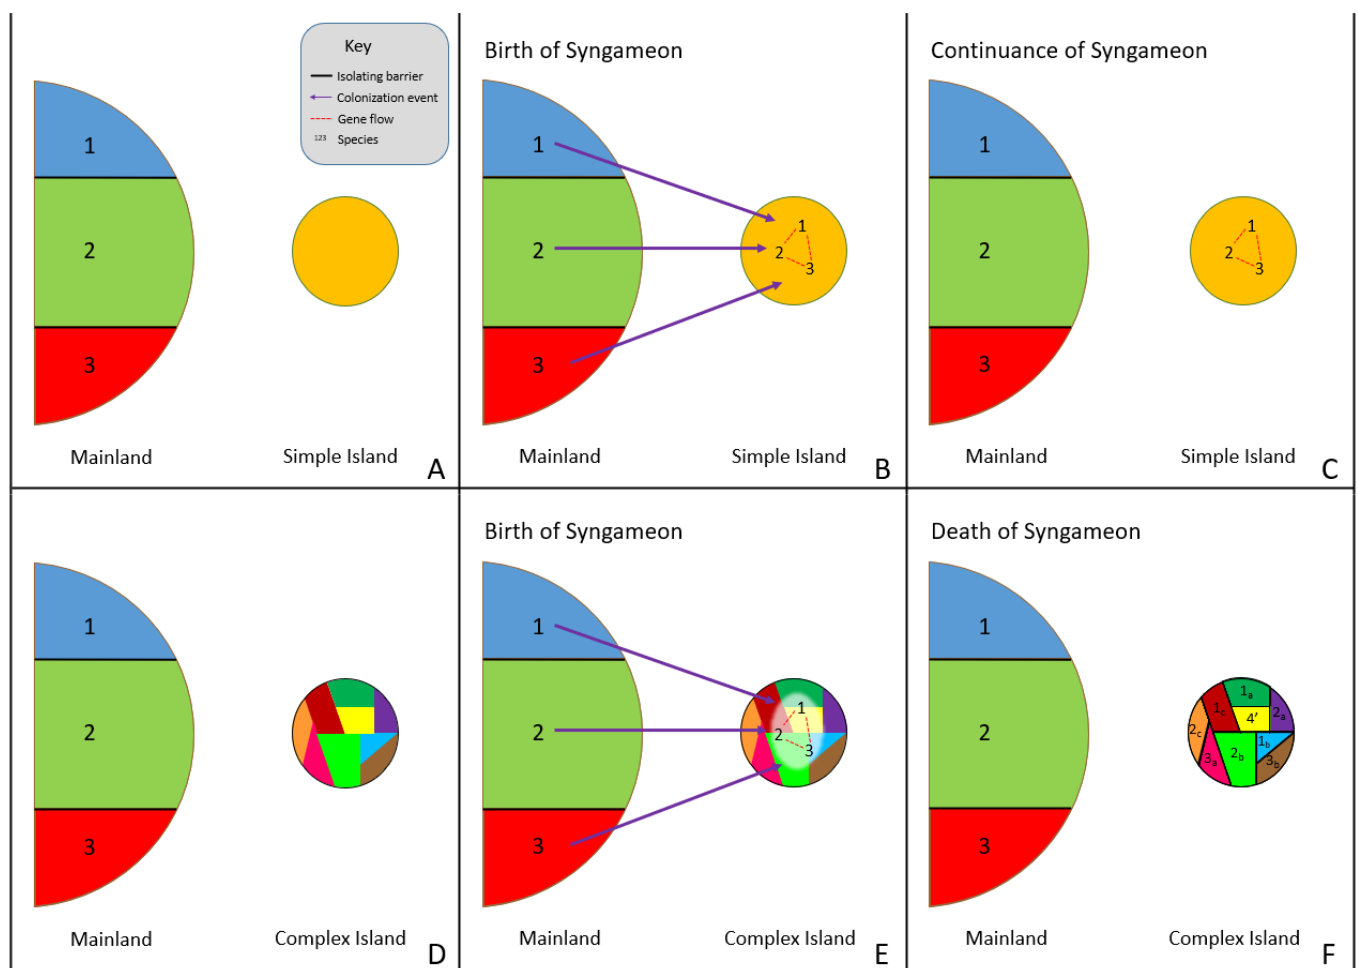 Key
Isolating barrier
Colonization event
Gene flow
123 Species
1
2
3
Mainland
Simple Island
A
Birth of Syngameon
1
2
3
1
2
3
Mainland
Simple Island
B
Continuance of Syngameon
1
2
3
1
2
3
Mainland
Simple Island
C
1
2
3
Mainland
Complex Island
D
Birth of Syngameon
1
2
3
1
2
3
Mainland
Complex Island
E
Death of Syngameon
1
2
3
1a
1c
2a
4'
2c
1b
3a
2b
3b
Mainland
Complex Island
F